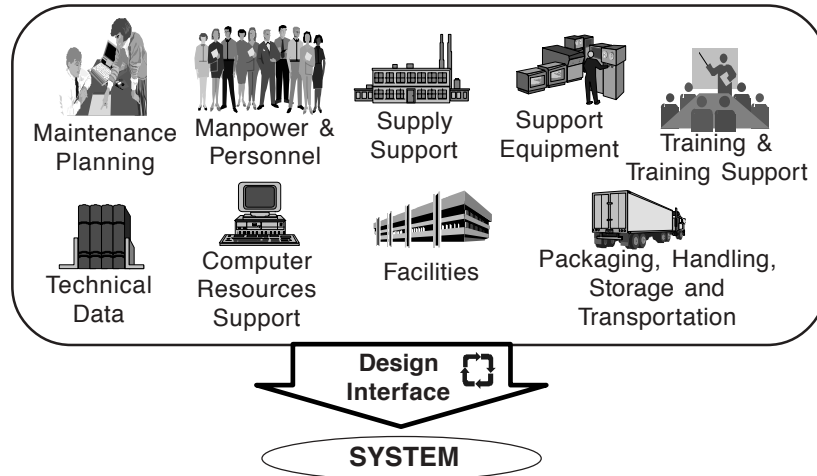 Maintenance
Planning
Manpower &
Personnel
Supply
Support
Support
Equipment
Training &
Training Support
Technical
Data
Computer
Resources
Support
Facilities
Packaging, Handling,
Storage and
Transportation
Design
Interface
SYSTEM